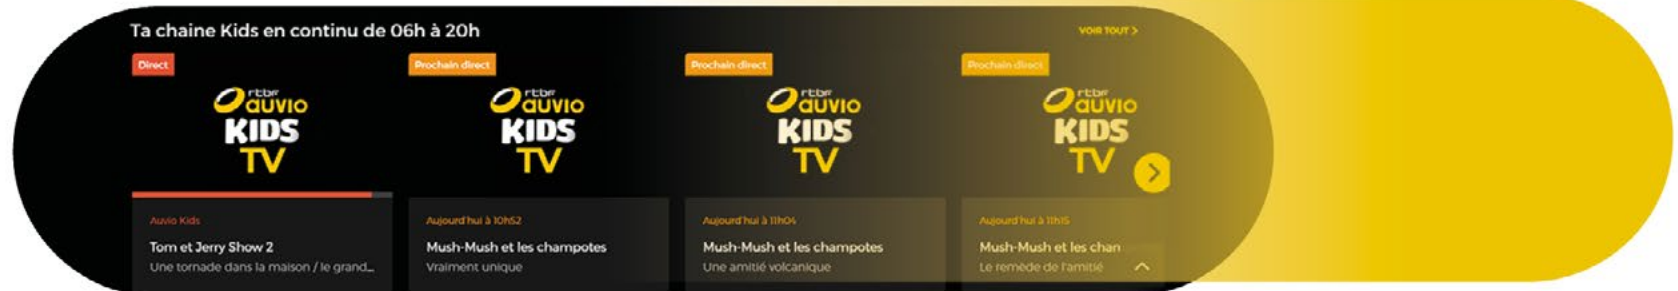 Ta chaine Kids en continu de 06h à 20h
VOIR TOUT >
Direct
rtbf
auvio
KIDS
TV
Auvio Kids
Tom et Jerry Show 2
Une tornade dans la maison / le grand...
Prochain direct
rtbf
auvio
KIDS
TV
Aujourd'hui à 10h52
Mush-Mush et les champotes
Vraiment unique
Prochain direct
rtbf
auvio
KIDS
TV
Aujourd'hui à 11h04
Mush-Mush et les champotes
Une amitié volcanique
Prochain direct
rtbf
auvio
KIDS
TV
Aujourd'hui à 11h15
Mush-Mush et les chan
Le remède de l'amitié